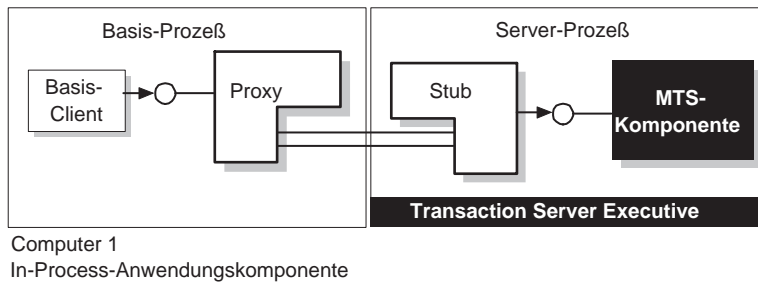 Basis-Prozeß
Basis-
Client
Proxy
Server-Prozeß
Stub
MTS-
Komponente
Transaction Server Executive
Computer 1
In-Process-Anwendungskomponente